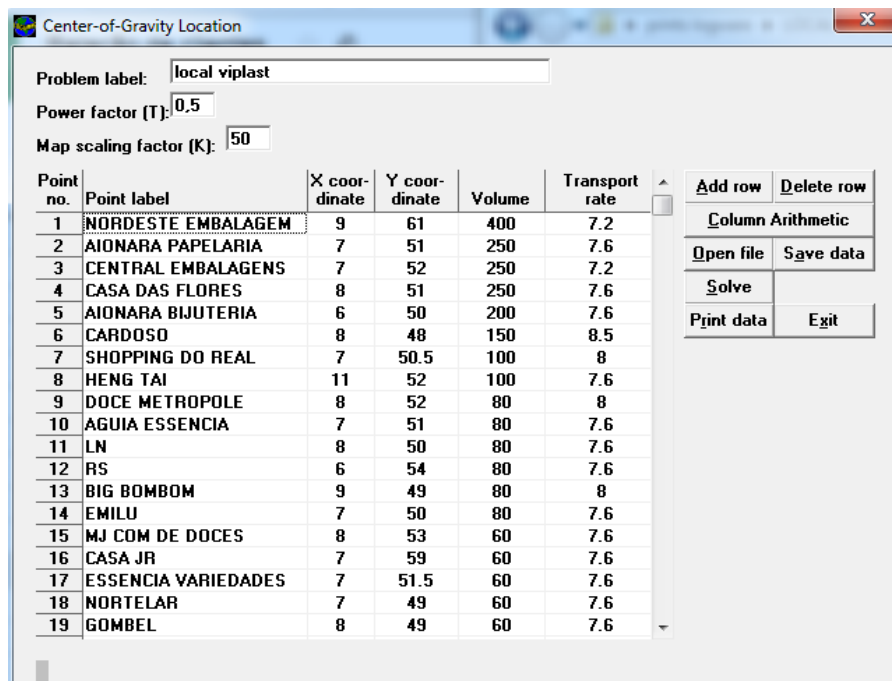 Center-of-Gravity Location
Problem label: local viplast
Power factor (T): 0,5
Map scaling factor (K): 50
Point no. Point label X coor-dinate Y coor-dinate Volume Transport rate
1 NORDESTE EMBALAGEM 9 61 400 7.2
2 AIONARA PAPELARIA 7 51 250 7.6
3 CENTRAL EMBALAGENS 7 52 250 7.2
4 CASA DAS FLORES 8 51 250 7.6
5 AIONARA BIJUTERIA 6 50 200 7.6
6 CARDOSO 8 48 150 8.5
7 SHOPPING DO REAL 7 50.5 100 8
8 HENG TAI 11 52 100 7.6
9 DOCE METROPOLE 8 52 80 8
10 AGUIA ESSENCIA 7 51 80 7.6
11 LN 8 50 80 7.6
12 RS 6 54 80 7.6
13 BIG BOMBOM 9 49 80 8
14 EMILU 7 50 80 7.6
15 MJ COM DE DOCES 8 53 60 7.6
16 CASA JR 7 59 60 7.6
17 ESSENCIA VARIEDADES 7 51.5 60 7.6
18 NORTELAR 7 49 60 7.6
19 GOMBEL 8 49 60 7.6
Add row Delete row
Column Arithmetic
Open file Save data
Solve
Print data Exit